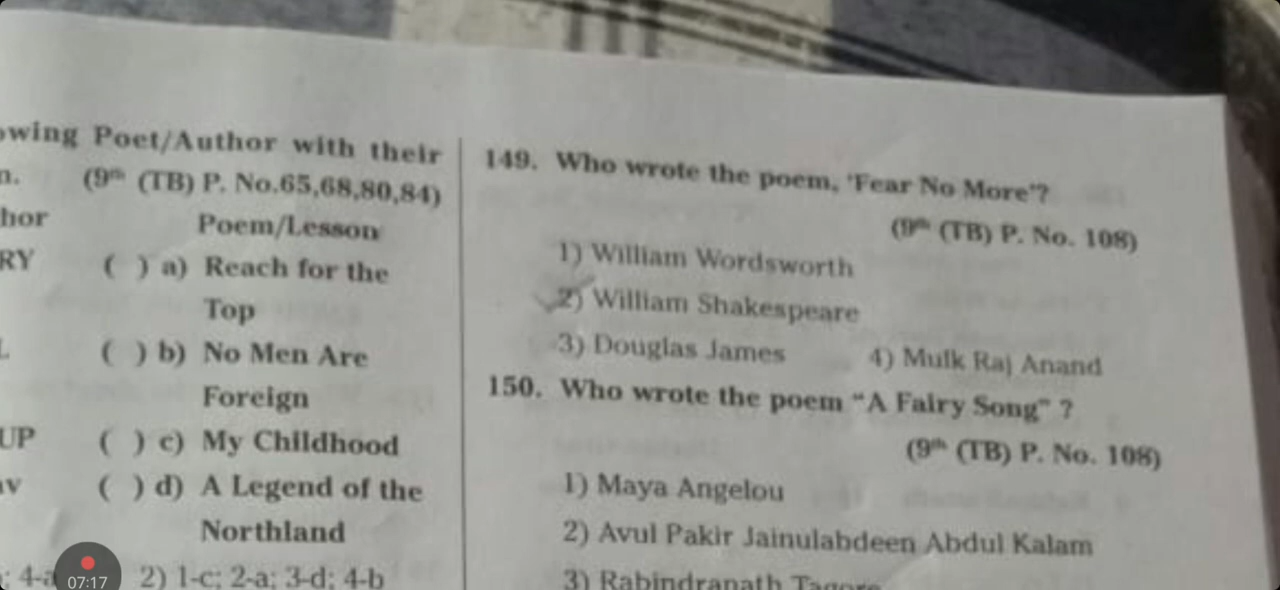 owing Poet/Author with their
n. (9th (TB) P. No.65,68,80,84)
hor Poem/Lesson
RY ( ) a) Reach for the
Top
L ( ) b) No Men Are
Foreign
UP ( ) c) My Childhood
av ( ) d) A Legend of the
Northland
; 4-a 2) 1-c; 2-a; 3-d; 4-b
07:17
149. Who wrote the poem, 'Fear No More'?
(9th (TB) P. No. 108)
1) William Wordsworth
2) William Shakespeare
3) Douglas James 4) Mulk Raj Anand
150. Who wrote the poem “A Fairy Song” ?
(9th (TB) P. No. 108)
1) Maya Angelou
2) Avul Pakir Jainulabdeen Abdul Kalam
3) Rabindranath Tagore